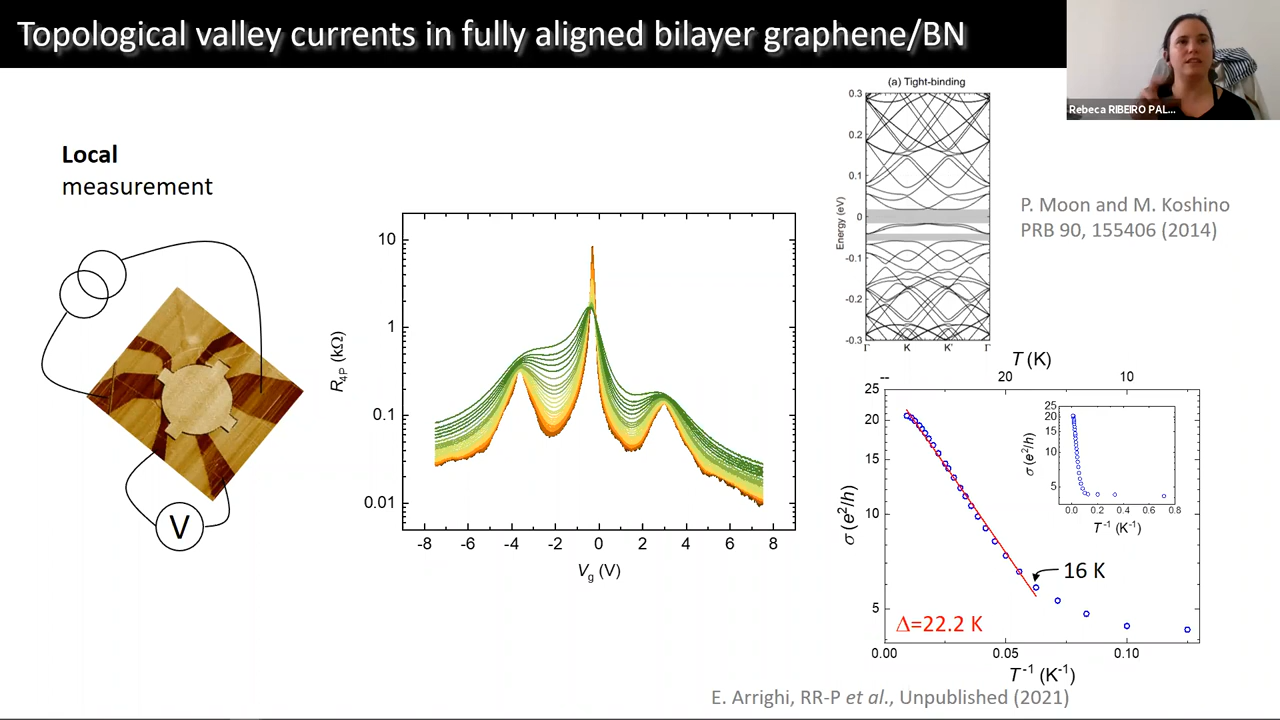 Topological valley currents in fully aligned bilayer graphene/BN
Rebeca RIBEIRO PAL...
Local
measurement
V
10
1
0.1
0.01
R4P (kΩ)
-8 -6 -4 -2 0 2 4 6 8
Vg (V)
(a) Tight-binding
0.3
0.2
0.1
0
-0.1
-0.2
-0.3
Energy (eV)
Γ K K' Γ
P. Moon and M. Koshino
PRB 90, 155406 (2014)
T (K)
-- 20 10
25
20
15
10
5
σ (e²/h)
25
20
15
10
5
σ (e²/h)
0.0 0.2 0.4 0.6 0.8
T⁻¹ (K⁻¹)
16 K
Δ=22.2 K
0.00 0.05 0.10
T⁻¹ (K⁻¹)
E. Arrighi, RR-P et al., Unpublished (2021)